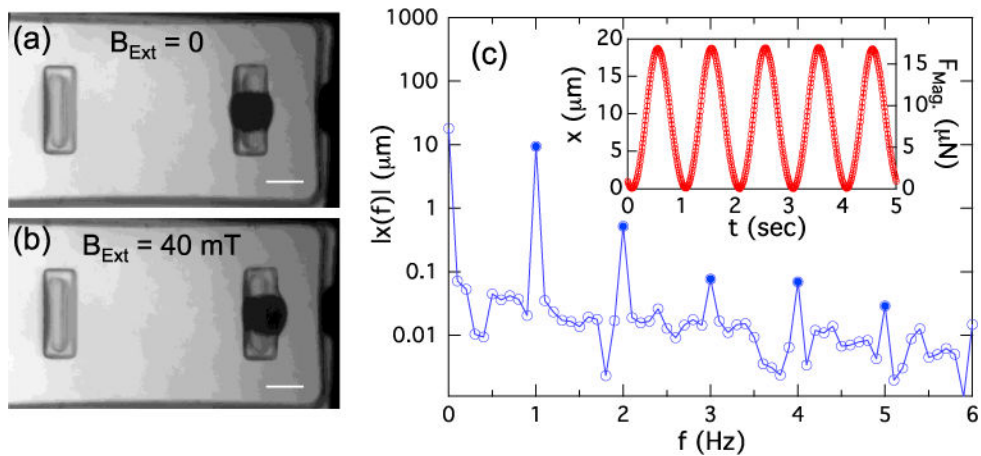 (a)
B_Ext = 0
(b)
B_Ext = 40 mT
(c)
1000
100
10
1
0.1
0.01
|x(f)| (μm)
0
1
2
3
4
5
6
f (Hz)
20
15
10
5
0
x (μm)
15
10
5
0
F_Mag. (μN)
0
1
2
3
4
5
t (sec)